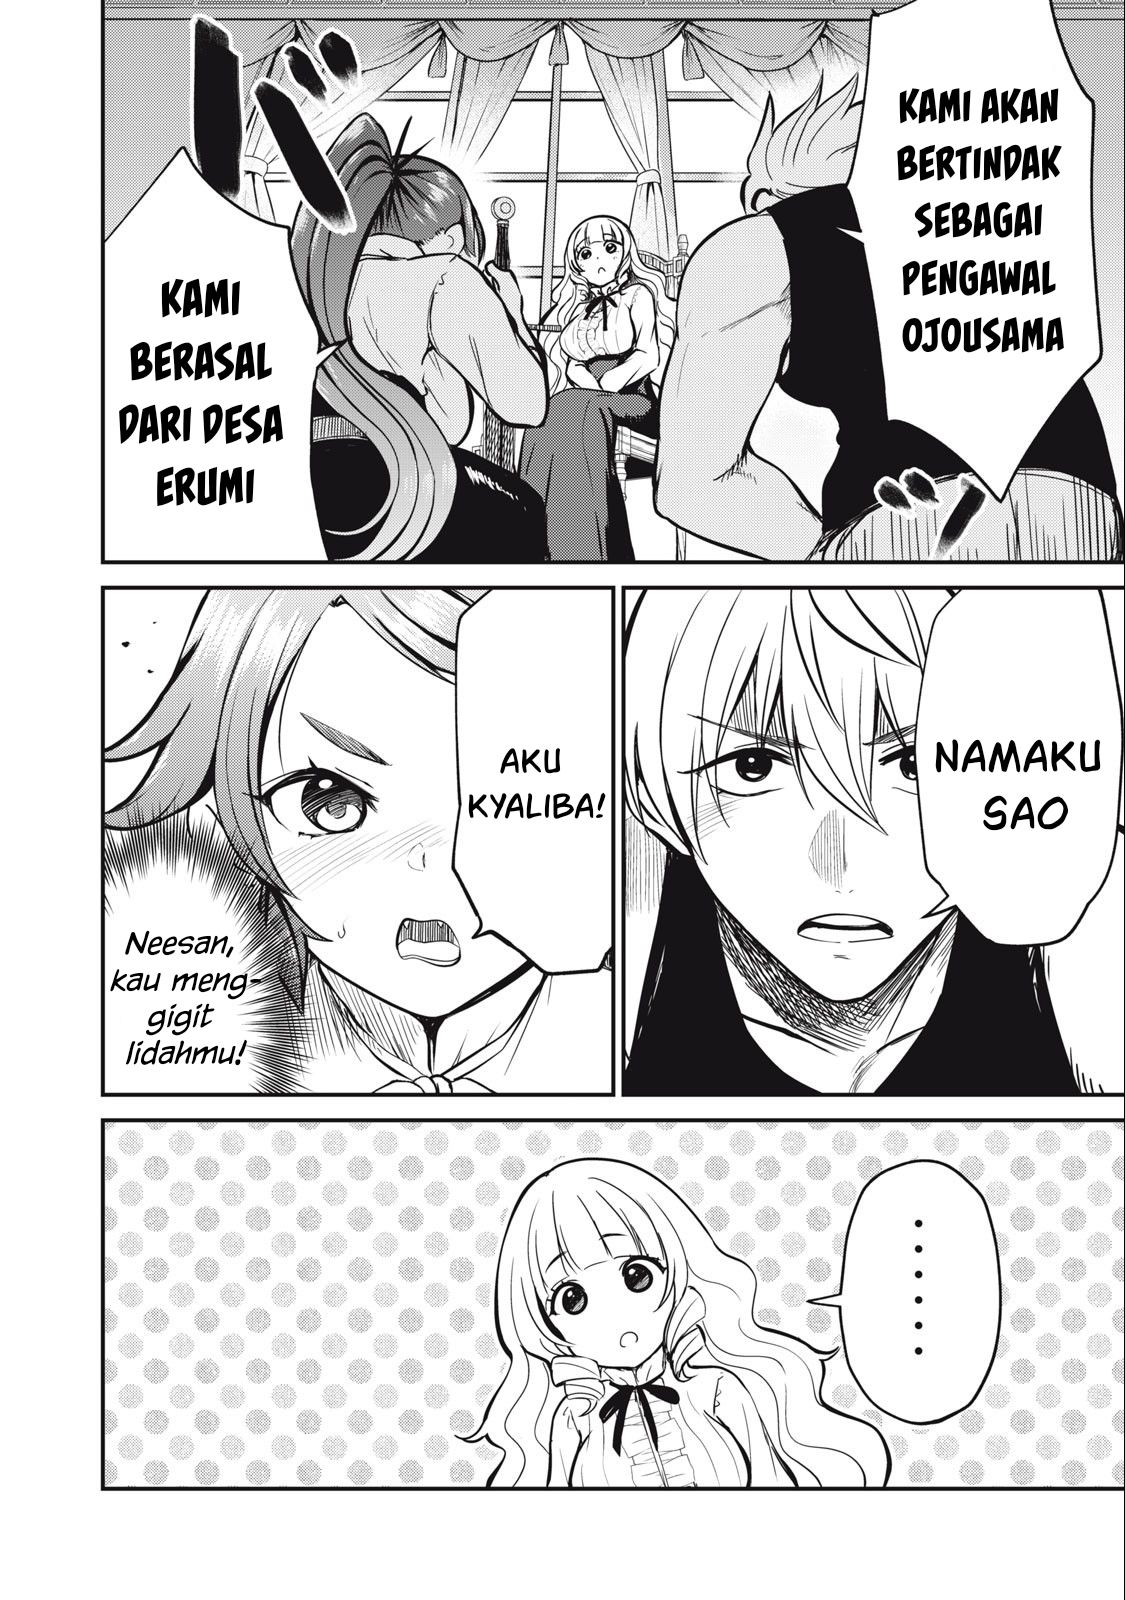 KAMI AKAN
BERTINDAK
SEBAGAI
PENGAWAL
OJOUSAMA
KAMI
BERASAL
DARI DESA
ERUMI
NAMAKU
SAO
AKU
KYALIBA!
Neesan,
kau meng-
gigit
lidahmu!
・・・・・・